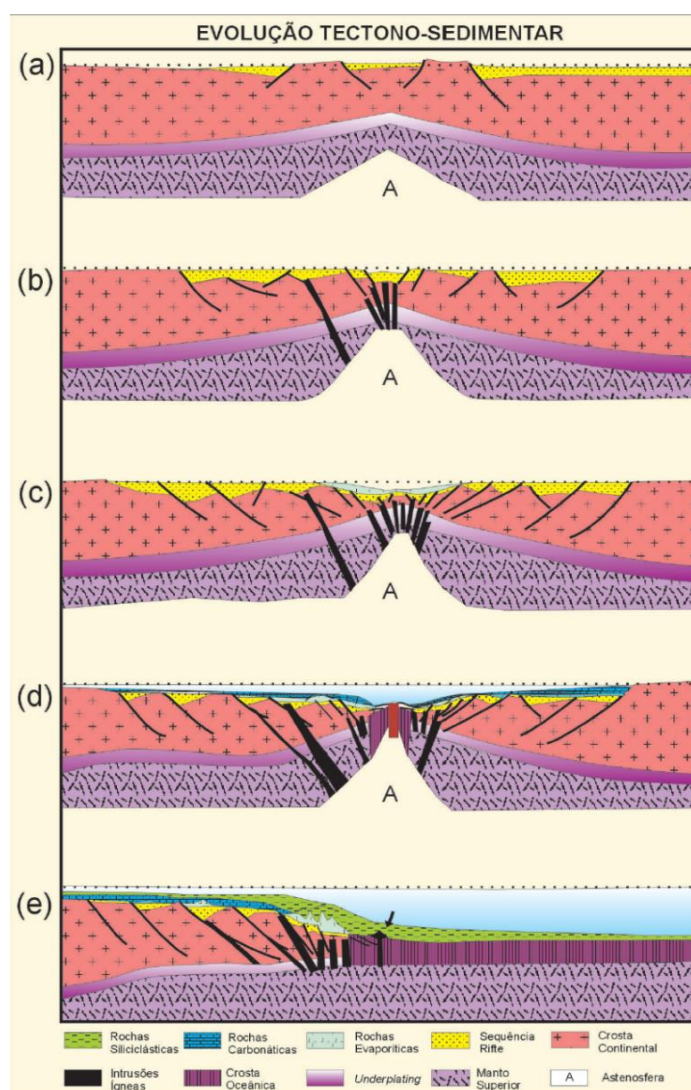 EVOLUÇÃO TECTONO-SEDIMENTAR
(a)
A
(b)
A
(c)
A
(d)
A
(e)
Rochas Siliciclásticas
Rochas Carbonáticas
Rochas Evaporíticas
Sequência Rifte
Crosta Continental
Intrusões Ígneas
Crosta Oceânica
Underplating
Manto Superior
A
Astenosfera